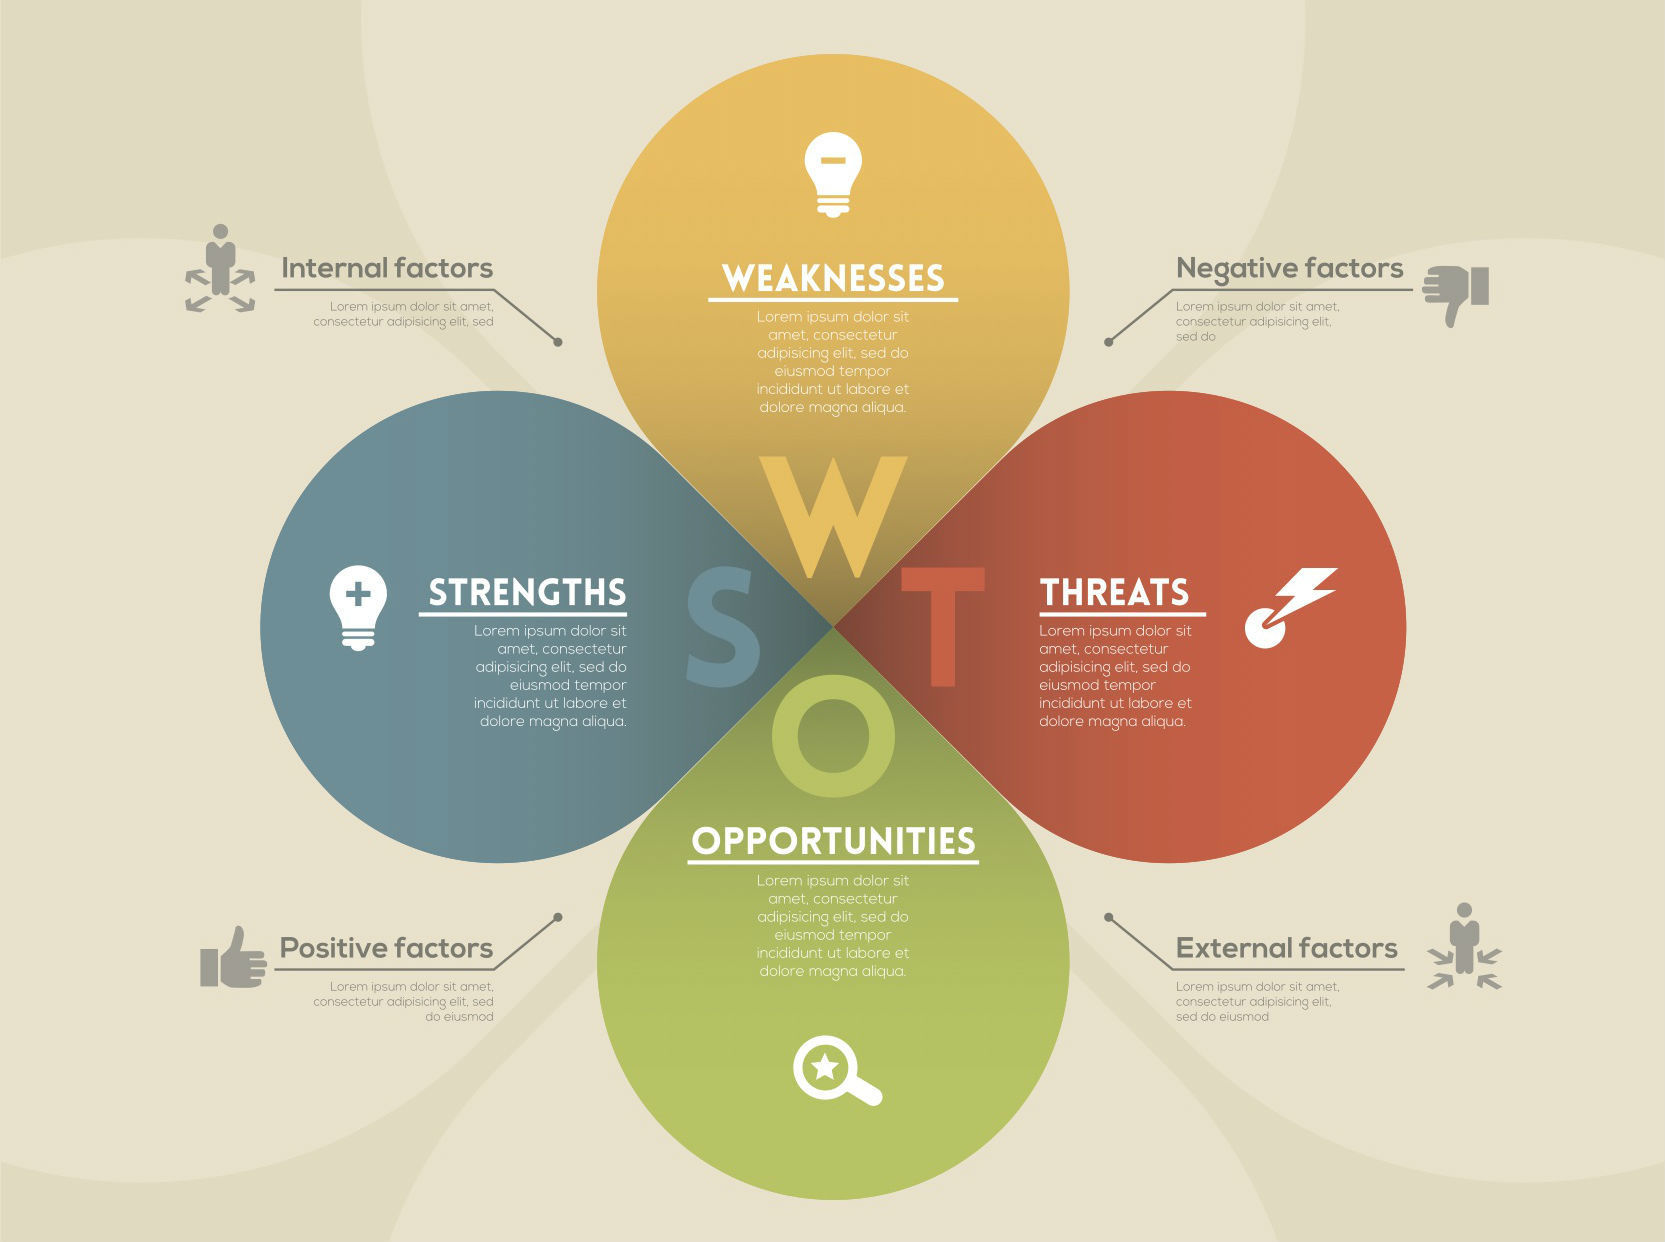 WEAKNESSES
Lorem ipsum dolor sit
amet, consectetur
adipisicing elit, sed do
eiusmod tempor
incididunt ut labore et
dolore magna aliqua.
W
Internal factors
Lorem ipsum dolor sit amet,
consectetur adipisicing elit, sed
Negative factors
Lorem ipsum dolor sit amet,
consectetur adipisicing elit,
sed do
STRENGTHS
Lorem ipsum dolor sit
amet, consectetur
adipisicing elit, sed do
eiusmod tempor
incididunt ut labore et
dolore magna aliqua.
S
T
THREATS
Lorem ipsum dolor sit
amet, consectetur
adipisicing elit, sed do
eiusmod tempor
incididunt ut labore et
dolore magna aliqua.
O
OPPORTUNITIES
Lorem ipsum dolor sit
amet, consectetur
adipisicing elit, sed do
eiusmod tempor
incididunt ut labore et
dolore magna aliqua.
Positive factors
Lorem ipsum dolor sit amet,
consectetur adipisicing elit, sed
do eiusmod
External factors
Lorem ipsum dolor sit amet,
consectetur adipisicing elit,
sed do eiusmod